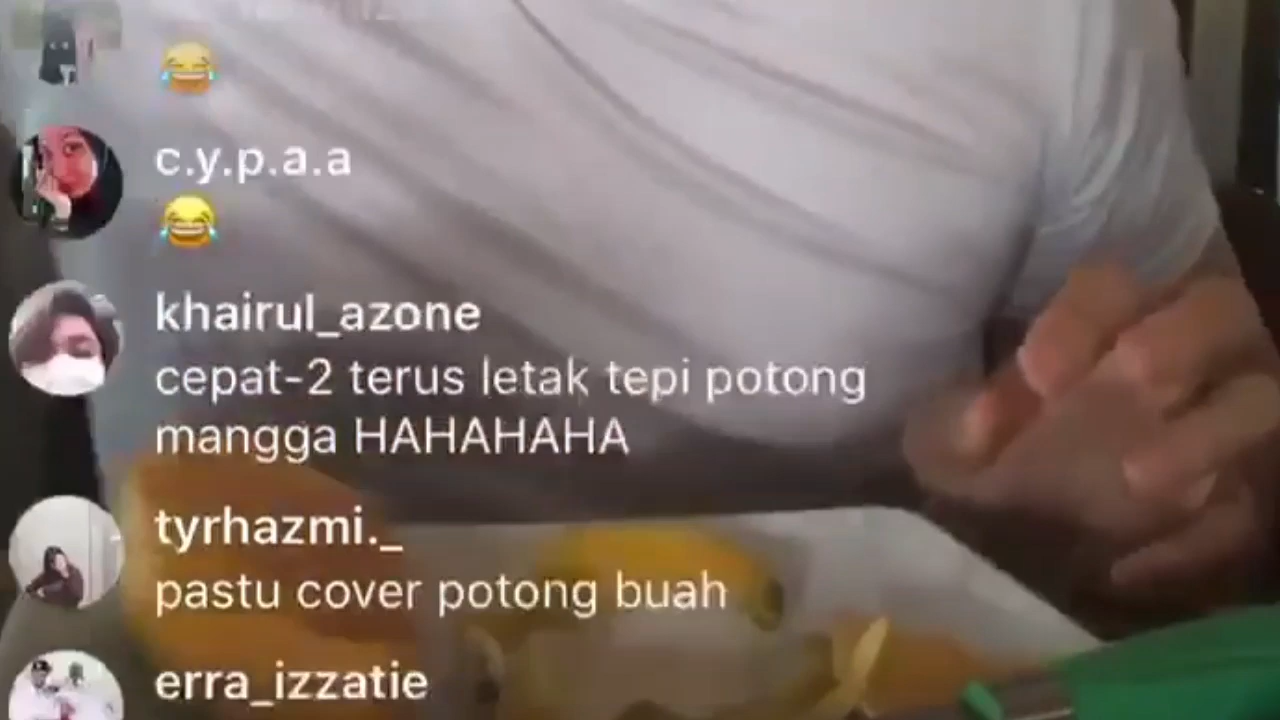 😂
c.y.p.a.a
😂
khairul_azone
cepat-2 terus letak tepi potong
mangga HAHAHAHA
tyrhazmi._
pastu cover potong buah
erra_izzatie